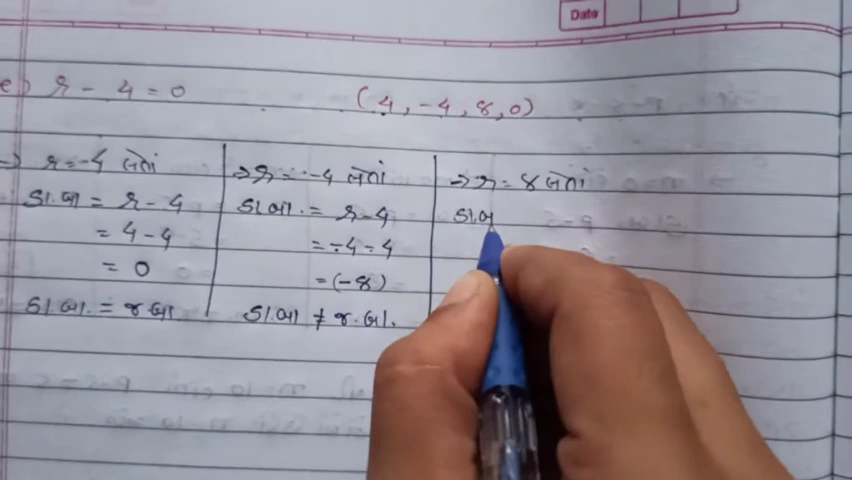 e) r - 4 = 0
(4, -4, 8, 0)
→ r = -4 લેતાં
ડા.બા = r - 4
= 4 - 4
= 0
ડા.બા. = જ.બા
⇒ r = -4 લેતાં
ડા.બા. = r - 4
= -4 - 4
= (-8)
ડા.બા ≠ જ.બા.
⇒ r = 8 લેતાં
ડા.બ
Date